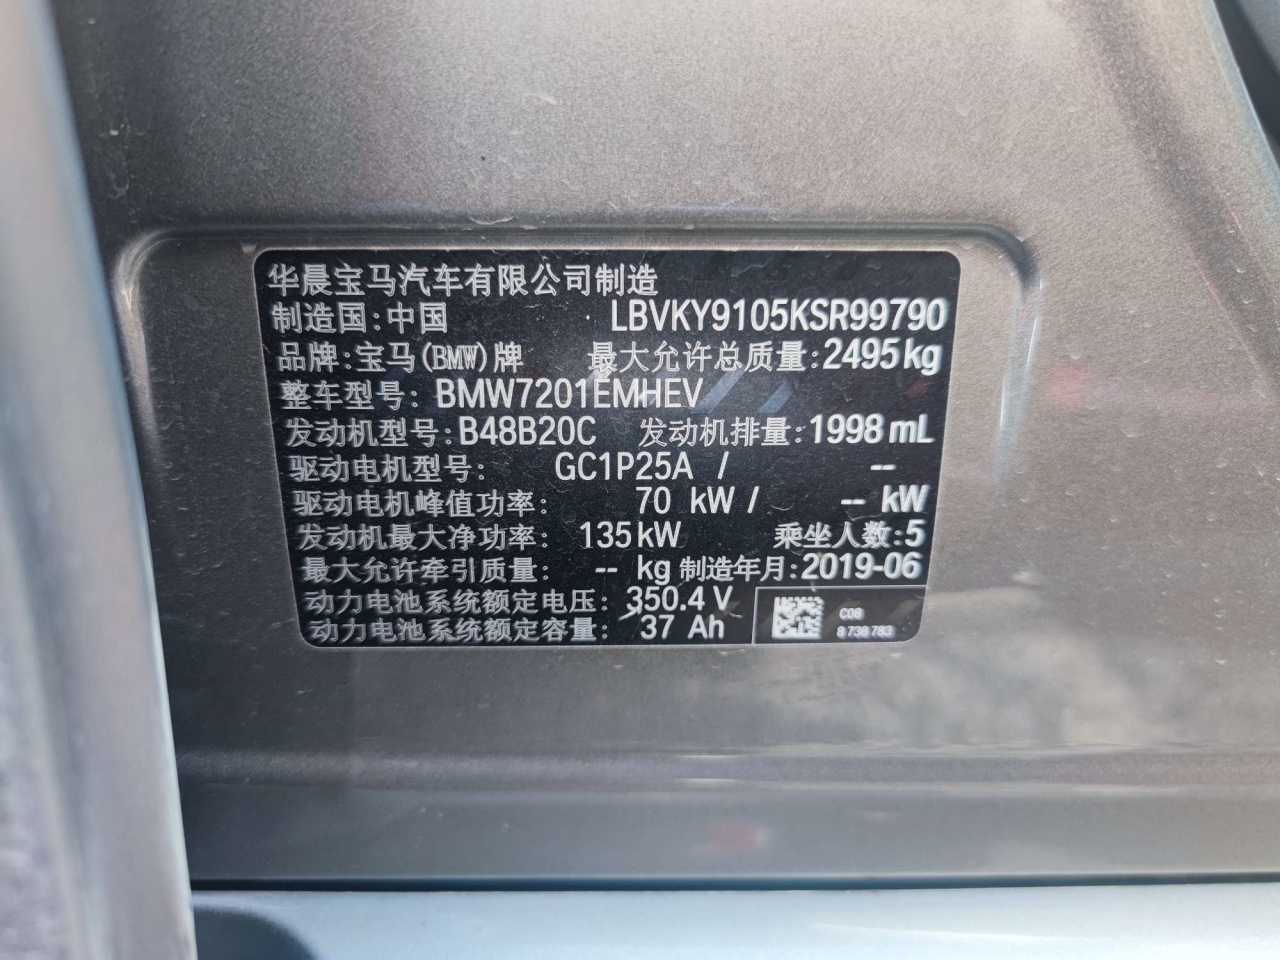 华晨宝马汽车有限公司制造
制造国:中国 LBVKY9105KSR99790
品牌:宝马(BMW)牌 最大允许总质量:2495kg
整车型号: BMW7201EMHEV
发动机型号:B48B20C 发动机排量:1998 mL
驱动电机型号: GC1P25A / --
驱动电机峰值功率: 70 kW / -- kW
发动机最大净功率: 135kW 乘坐人数:5
最大允许牵引质量: -- kg 制造年月:2019-06
动力电池系统额定电压: 350.4 V
动力电池系统额定容量: 37 Ah
C08
8 738 783